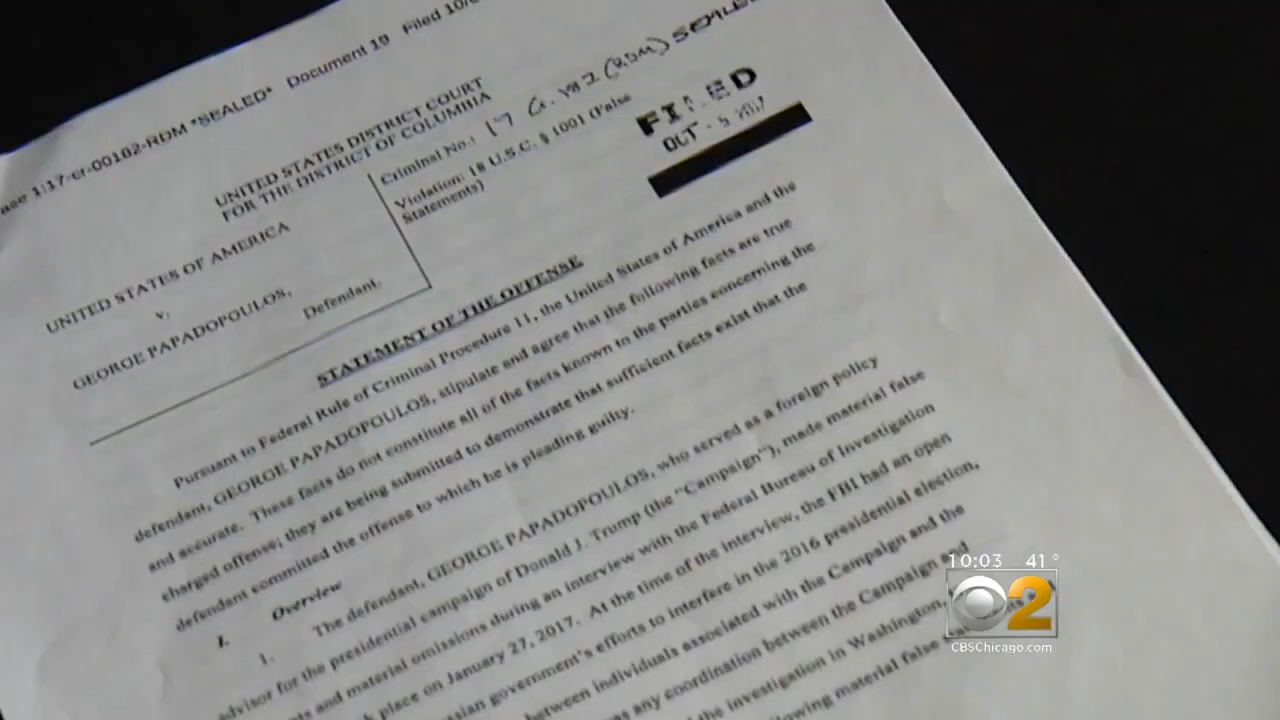 1:17-cr-00182-RDM *SEALED* Document 19 Filed 10/
UNITED STATES DISTRICT COURT
FOR THE DISTRICT OF COLUMBIA
UNITED STATES OF AMERICA
v.
GEORGE PAPADOPOULOS,
Defendant.
Criminal No.: 17 Cr. 182 (RDM) SEALED
Violation: 18 U.S.C. § 1001 (False
Statements)
FILED
OCT - 5 2017
STATEMENT OF THE OFFENSE
Pursuant to Federal Rule of Criminal Procedure 11, the United States of America and the
defendant, GEORGE PAPADOPOULOS, stipulate and agree that the following facts are true
and accurate. These facts do not constitute all of the facts known to the parties concerning the
charged offense; they are being submitted to demonstrate that sufficient facts exist that the
defendant committed the offense to which he is pleading guilty.
I. Overview
1. The defendant, GEORGE PAPADOPOULOS, who served as a foreign policy
advisor for the presidential campaign of Donald J. Trump (the "Campaign"), made material false
and material omissions during an interview with the Federal Bureau of Investigation
place on January 27, 2017. At the time of the interview, the FBI had an open
government's efforts to interfere in the 2016 presidential election,
between individuals associated with the Campaign and the
any coordination between the Campaign and
the investigation in Washington,
following material false
10:03 41°
2
CBSChicago.com